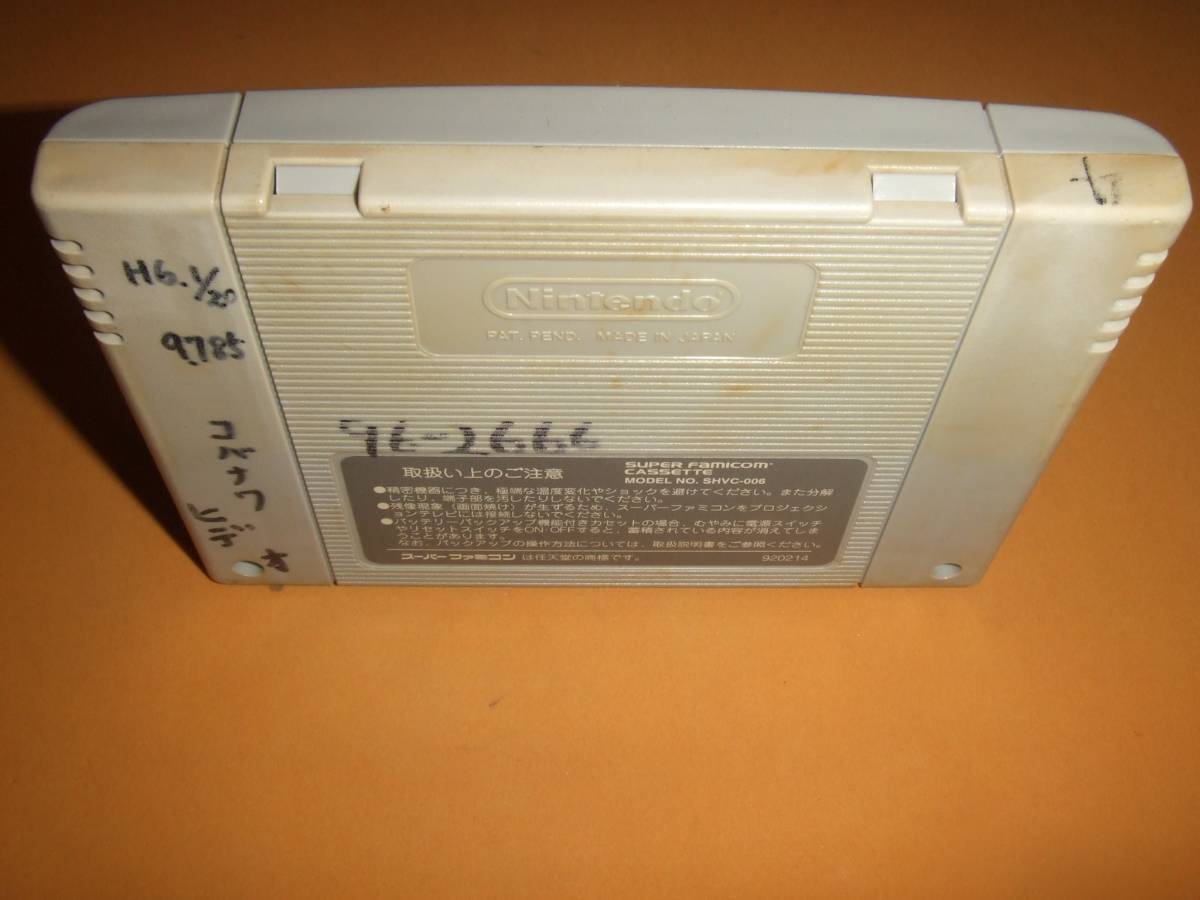 H6.1/20
9785
コバナワ
ヒデオ
Nintendo
PAT. PEND. MADE IN JAPAN
96-2666
取扱い上のご注意
SUPER FAMICOM
CASSETTE
MODEL NO. SHVC-006
●精密機器につき、極端な温度変化やショックを避けてください。また分解
したり、端子部を汚したりしないでください。
●残像現象(画面焼け)が生ずるため、スーパーファミコンをプロジェクシ
ョンテレビには接続しないでください。
●バッテリーバックアップ機能付きカセットの場合、むやみに電源スイッチ
やリセットスイッチをON OFFすると、蓄積されている内容が消えてしま
うことがあります。
なお、バックアップの操作方法については、取扱説明書をご参照ください。
スーパーファミコンは任天堂の商標です。
920214